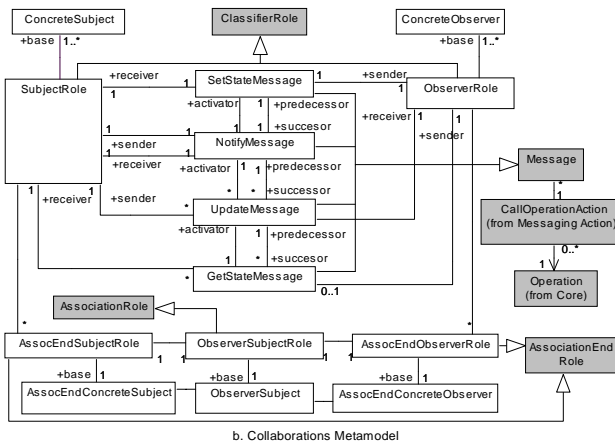 ConcreteSubject
ClassifierRole
ConcreteObserver
+base 1..*
+base 1..*
+receiver 1 +sender
SubjectRole 1 SetStateMessage 1 ObserverRole
+activator +predecessor
1 1
+succesor
+receiver 1
+sender
1 1 NotifyMessage
+sender
+receiver
+activator 1 +predecessor
Message
+successor
+receiver 1 +sender
* UpdateMessage
* 1
CallOperationAction
(from Messaging Action)
+activator 1 +predecessor
+succesor
0..*
* GetStateMessage 0..1
1 Operation
(from Core)
AssociationRole
* *
AssocEndSubjectRole 1 1 ObserverSubjectRole 1 1 AssocEndObserverRole
AssociationEnd
Role
+base 1 +base 1 +base 1
AssocEndConcreteSubject ObserverSubject AssocEndConcreteObserver
b. Collaborations Metamodel